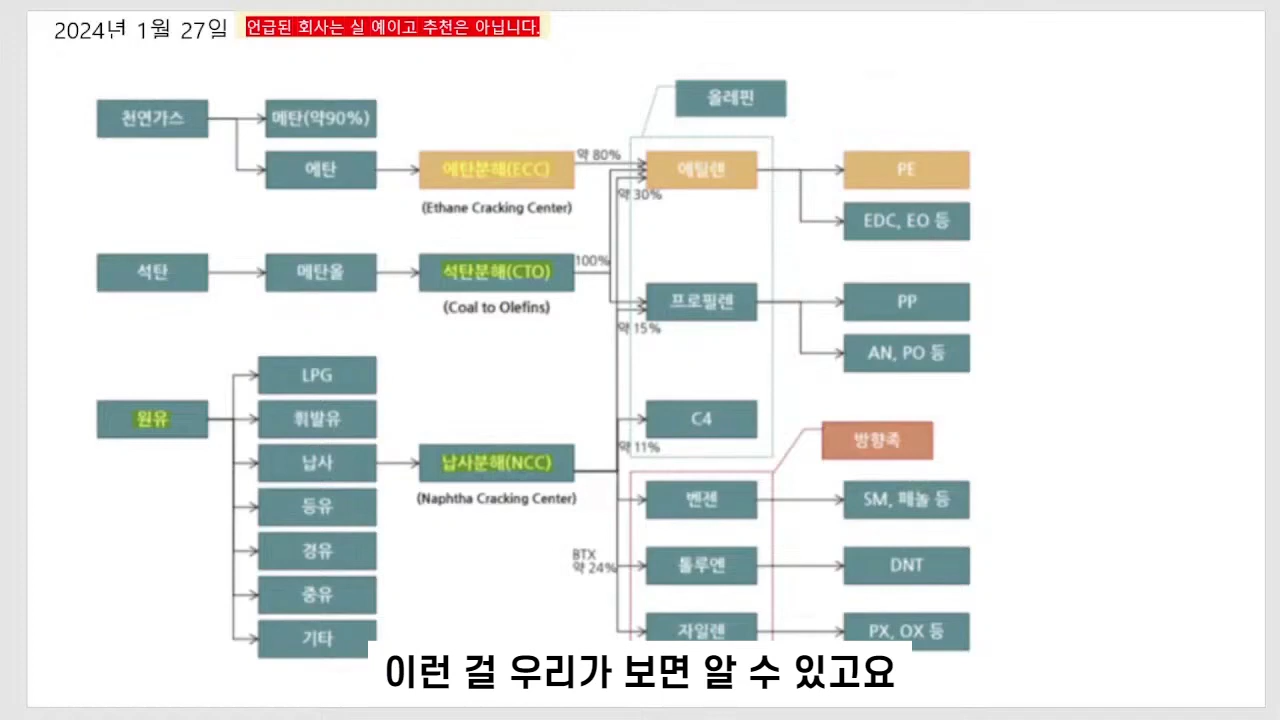 2024년 1월 27일 언급된 회사는 실 예이고 추천은 아닙니다.
올레핀
천연가스 메탄(약90%)
에탄 에탄분해(ECC) 약 80% 에틸렌 PE
(Ethane Cracking Center) 약 30%
EDC, EO 등
석탄 메탄올 석탄분해(CTO) 100%
(Coal to Olefins) 프로필렌 PP
약 15%
AN, PO 등
LPG
원유 휘발유 C4
약 11% 방향족
납사 납사분해(NCC)
(Naphtha Cracking Center) 벤젠 SM, 페놀 등
등유
경유 BTX
약 24% 톨루엔 DNT
중유
기타 자일렌 PX, OX 등
이런 걸 우리가 보면 알 수 있고요